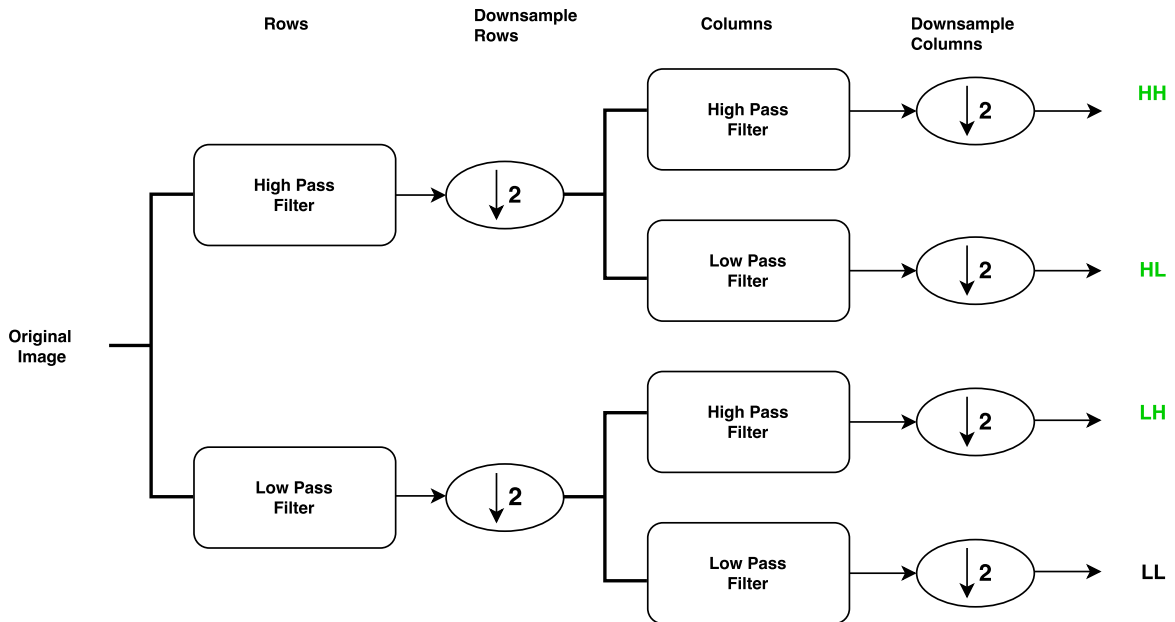 Rows
Downsample
Rows
Columns
Downsample
Columns
High Pass
Filter
2
HH
High Pass
Filter
2
Low Pass
Filter
2
HL
Original
Image
High Pass
Filter
2
LH
Low Pass
Filter
2
Low Pass
Filter
2
LL